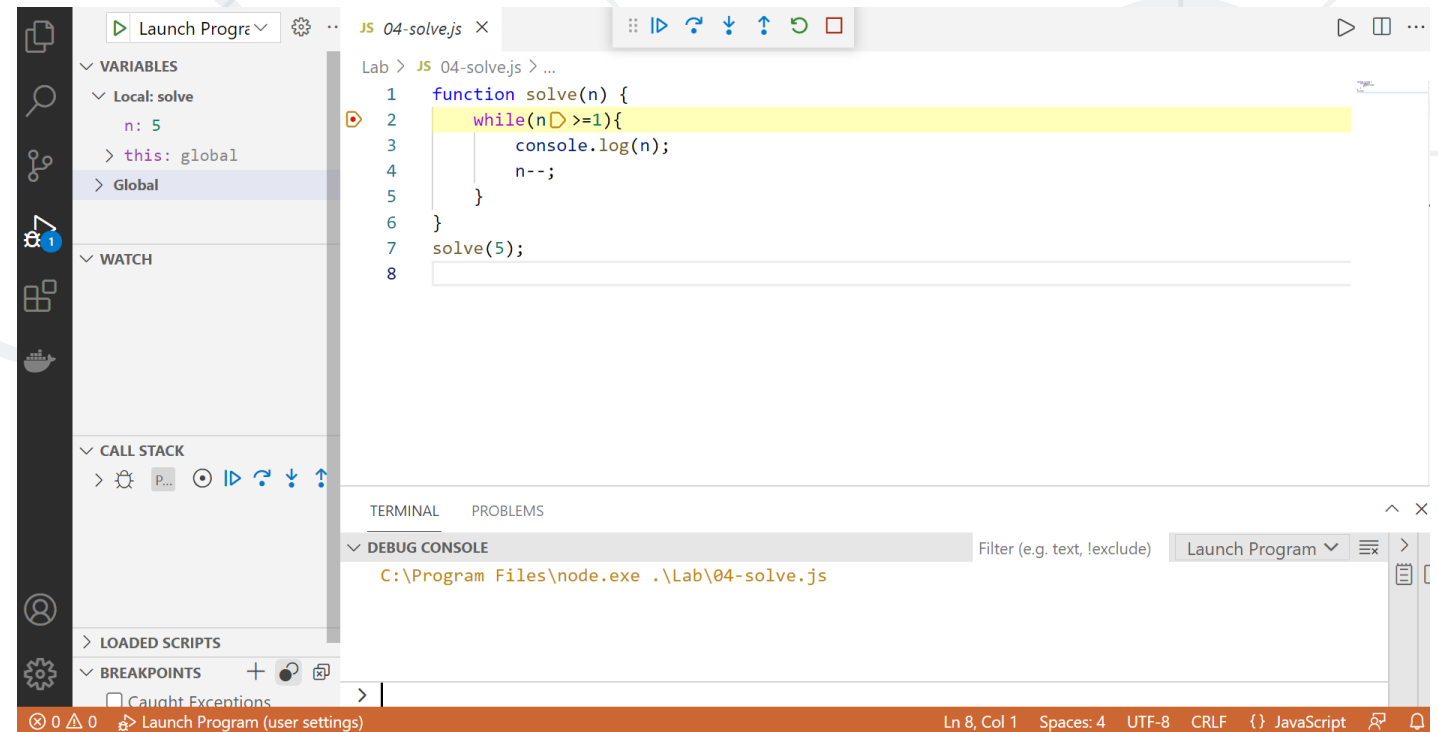 Launch Progra
VARIABLES
Local: solve
n: 5
this: global
Global
1
WATCH
CALL STACK
P...
LOADED SCRIPTS
BREAKPOINTS
Caught Exceptions
JS 04-solve.js
Lab > JS 04-solve.js > ...
1 function solve(n) {
2 while(n >=1){
3 console.log(n);
4 n--;
5 }
6 }
7 solve(5);
8
TERMINAL PROBLEMS
DEBUG CONSOLE Filter (e.g. text, !exclude) Launch Program
C:\Program Files\node.exe .\Lab\04-solve.js
>
0 0 Launch Program (user settings) Ln 8, Col 1 Spaces: 4 UTF-8 CRLF {} JavaScript